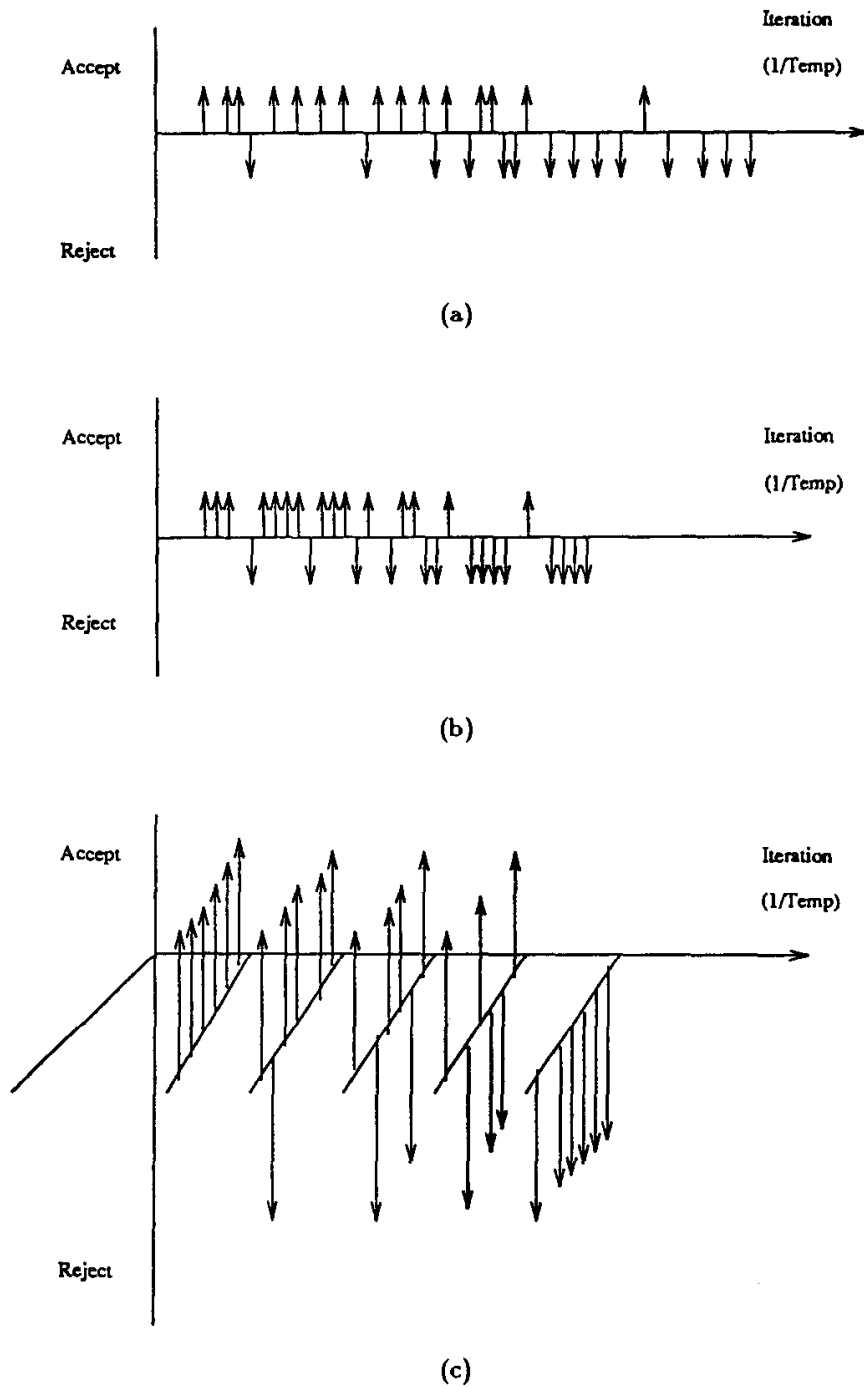 Iteration
Accept
(1/Temp)
Reject
(a)
Accept
Iteration
(1/Temp)
Reject
(b)
Accept
Iteration
(1/Temp)
Reject
(c)